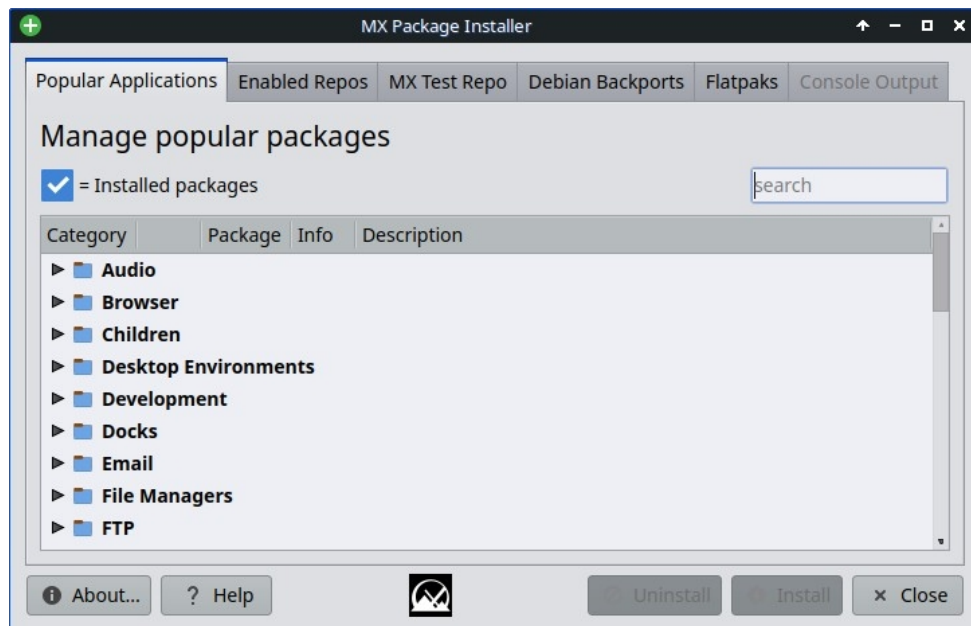 MX Package Installer
Popular Applications Enabled Repos MX Test Repo Debian Backports Flatpaks Console Output
Manage popular packages
= Installed packages
search
Category Package Info Description
Audio
Browser
Children
Desktop Environments
Development
Docks
Email
File Managers
FTP
About... ? Help Uninstall Install Close